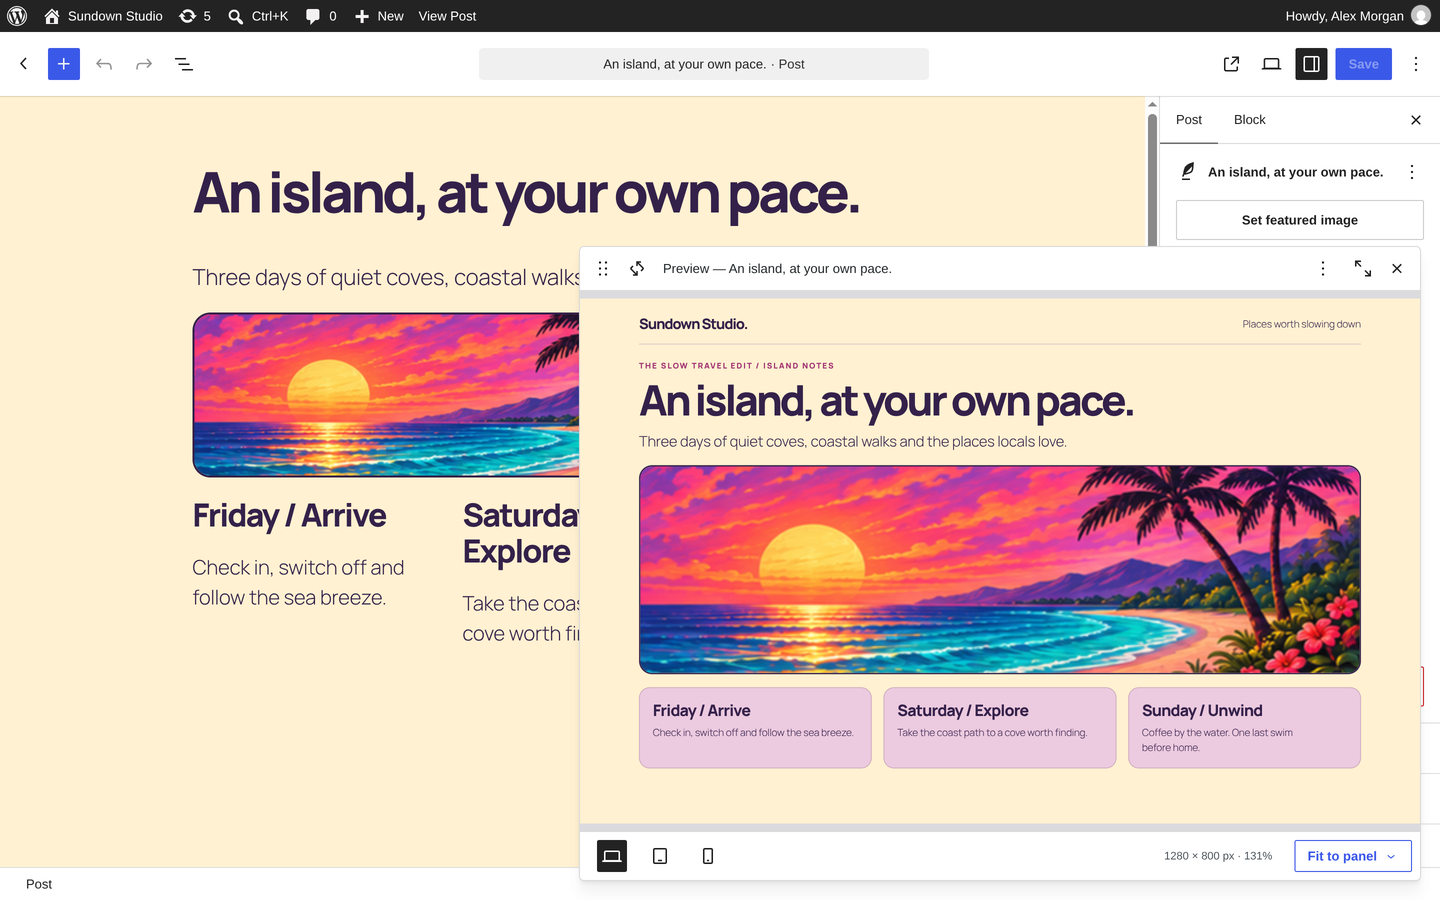 Sundown Studio
5
Ctrl+K
0
New
View Post
Howdy, Alex Morgan
An island, at your own pace. · Post
Save
Post
Block
An island, at your own pace.
Set featured image
An island, at your own pace.
Three days of quiet coves, coastal walks
Friday / Arrive
Check in, switch off and
follow the sea breeze.
Explore
Take the
cove worth
Preview — An island, at your own pace.
Sundown Studio.
Places worth slowing down
THE SLOW TRAVEL EDIT / ISLAND NOTES
An island, at your own pace.
Three days of quiet coves, coastal walks and the places locals love.
Friday / Arrive
Check in, switch off and follow the sea breeze.
Saturday / Explore
Take the coast path to a cove worth finding.
Sunday / Unwind
Coffee by the water. One last swim
before home.
1280 × 800 px · 131%
Fit to panel
Post